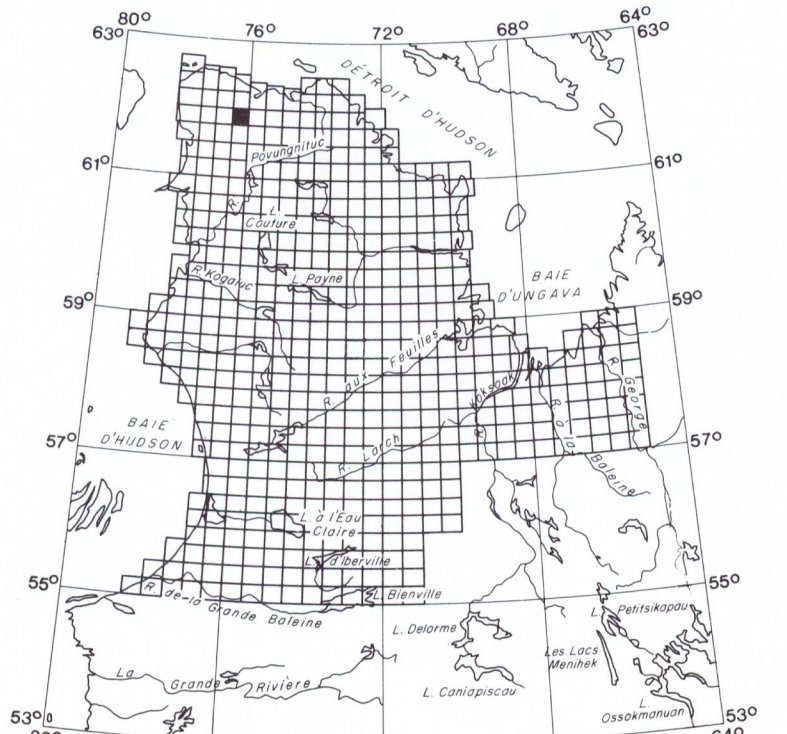 80° 76° 72° 68° 64°
63° 63°
DÉTROIT D'HUDSON
Povungnituc
61° 61°
R.
L.
Couture
BAIE
D'UNGAVA
R. Kogaluc
L. Payne
59° 59°
R. aux Feuilles
Koksoak
R.
R. George
R. à la
Baleine
BAIE
D'HUDSON
57° 57°
R. Larch
L. à l'Eau
Claire
L. d'Iberville
55° 55°
R. de-la Grande Baleine
L. Bienville
L. Petitsikapau
L. Delorme
Les Lacs
Menihek
La Grande Rivière
L. Caniapiscau
L.
Ossokmanuan
53° 53°